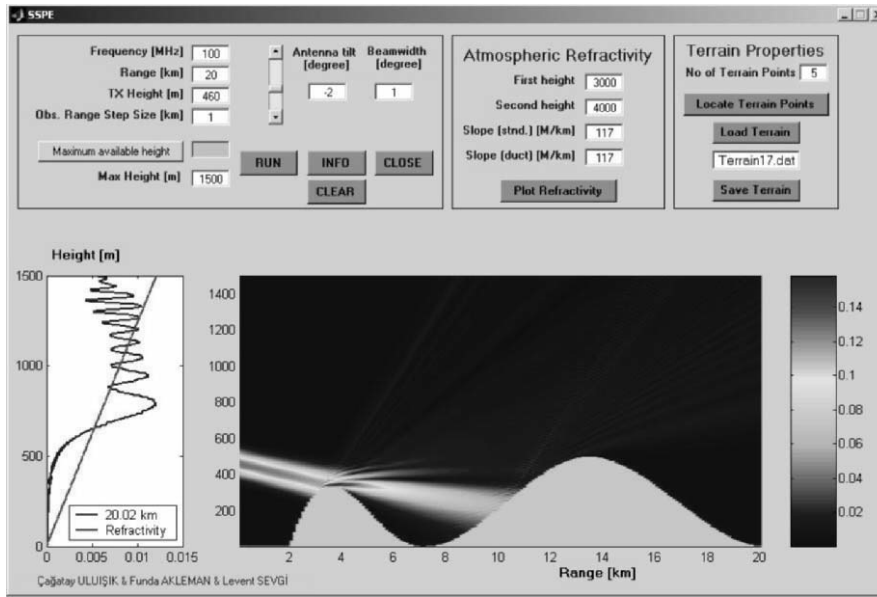 SSPE
Frequency [MHz] 100
Range [km] 20
TX Height [m] 460
Obs. Range Step Size [km] 1
Maximum available height
Max Height [m] 1500
Antenna tilt [degree]
-2
Beamwidth [degree]
1
RUN INFO CLOSE
CLEAR
Atmospheric Refractivity
First height 3000
Second height 4000
Slope (stnd.) [M/km] 117
Slope (duct) [M/km] 117
Plot Refractivity
Terrain Properties
No of Terrain Points 5
Locate Terrain Points
Load Terrain
Terrain17.dat
Save Terrain
Height [m]
1500
1000
500
0
0 0.005 0.01 0.015
20.02 km
Refractivity
1400
1200
1000
800
600
400
200
2 4 6 8 10 12 14 16 18 20
Range [km]
0.14
0.12
0.1
0.08
0.06
0.04
0.02
Çağatay ULUIŞIK & Funda AKLEMAN & Levent SEVGİ